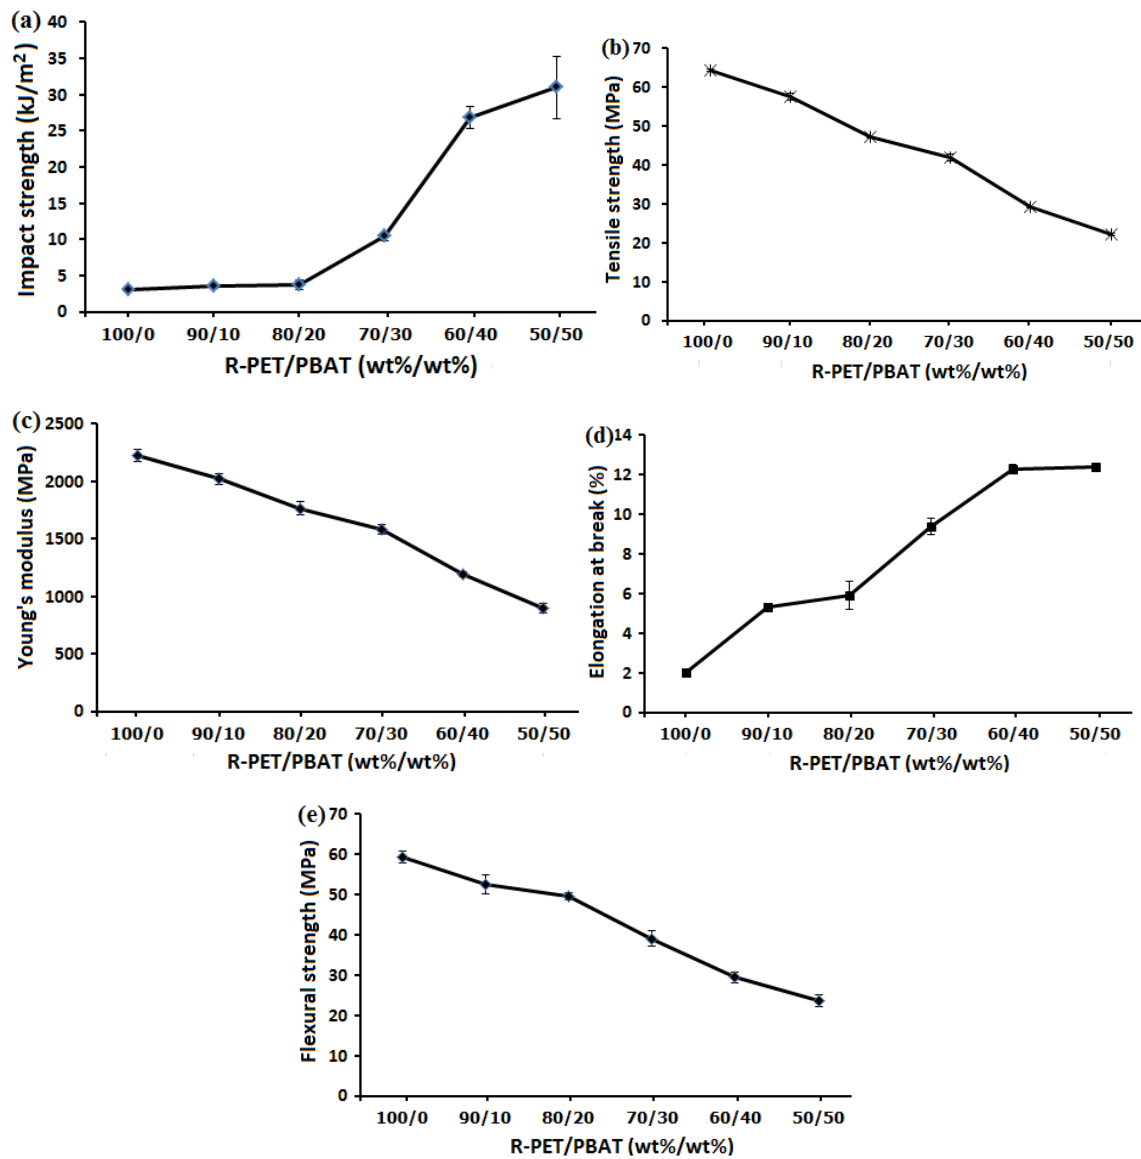 (a)
Impact strength (kJ/m²)
40
35
30
25
20
15
10
5
0
100/0 90/10 80/20 70/30 60/40 50/50
R-PET/PBAT (wt%/wt%)
(b)
Tensile strength (MPa)
70
60
50
40
30
20
10
0
100/0 90/10 80/20 70/30 60/40 50/50
R-PET/PBAT (wt%/wt%)
(c)
Young's modulus (MPa)
2500
2000
1500
1000
500
0
100/0 90/10 80/20 70/30 60/40 50/50
R-PET/PBAT (wt%/wt%)
(d)
Elongation at break (%)
14
12
10
8
6
4
2
0
100/0 90/10 80/20 70/30 60/40 50/50
R-PET/PBAT (wt%/wt%)
(e)
Flexural strength (MPa)
70
60
50
40
30
20
10
0
100/0 90/10 80/20 70/30 60/40 50/50
R-PET/PBAT (wt%/wt%)